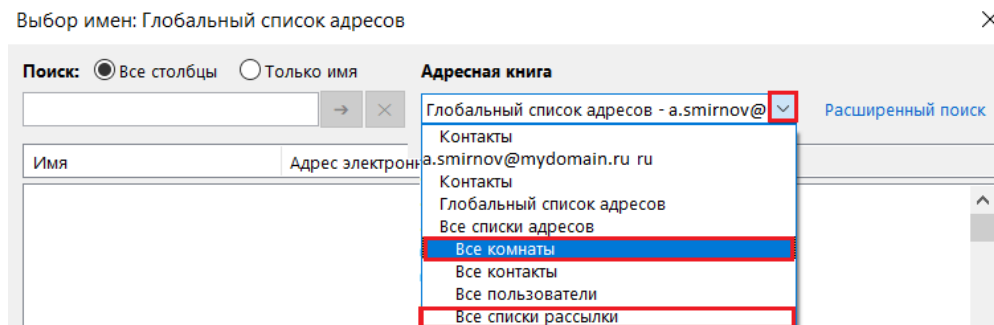 Выбор имен: Глобальный список адресов
Поиск: Все столбцы Только имя
Адресная книга
Глобальный список адресов - a.smirnov@
Расширенный поиск
Имя
Адрес электронн
Контакты
a.smirnov@mydomain.ru ru
Контакты
Глобальный список адресов
Все списки адресов
Все комнаты
Все контакты
Все пользователи
Все списки рассылки